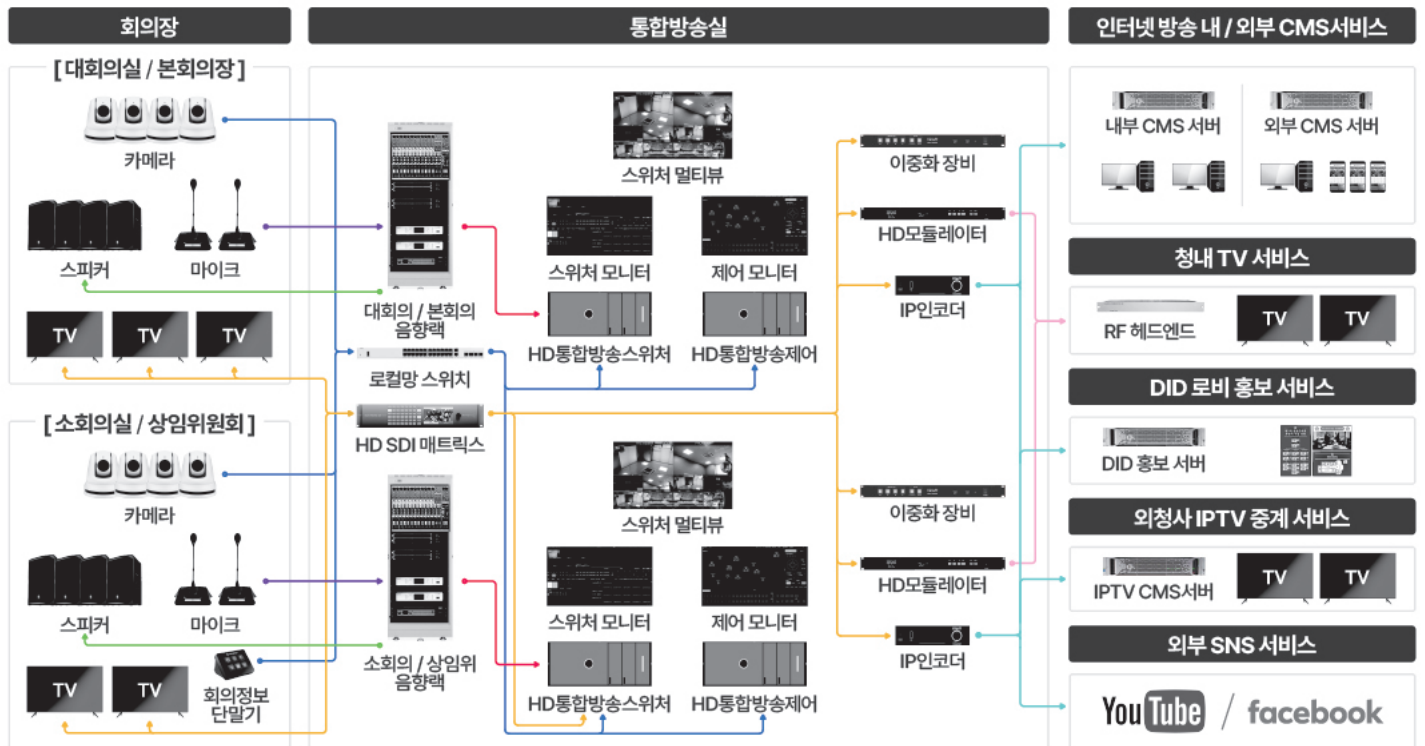 회의장
통합방송실
인터넷 방송 내 / 외부 CMS서비스
[ 대회의실 / 본회의장 ]
카메라
스피커
마이크
TV
TV
TV
[ 소회의실 / 상임위원회 ]
카메라
스피커
마이크
TV
TV
회의정보
단말기
대회의 / 본회의
음향랙
로컬망 스위치
HD SDI 매트릭스
소회의 / 상임위
음향랙
스위처 멀티뷰
스위처 모니터
제어 모니터
HD통합방송스위처
HD통합방송제어
스위처 멀티뷰
스위처 모니터
제어 모니터
HD통합방송스위처
HD통합방송제어
이중화 장비
HD모듈레이터
IP인코더
이중화 장비
HD모듈레이터
IP인코더
내부 CMS 서버
외부 CMS 서버
청내 TV 서비스
RF 헤드엔드
TV
TV
DID 로비 홍보 서비스
DID 홍보 서버
외청사 IPTV 중계 서비스
IPTV CMS서버
TV
TV
외부 SNS 서비스
YouTube / facebook